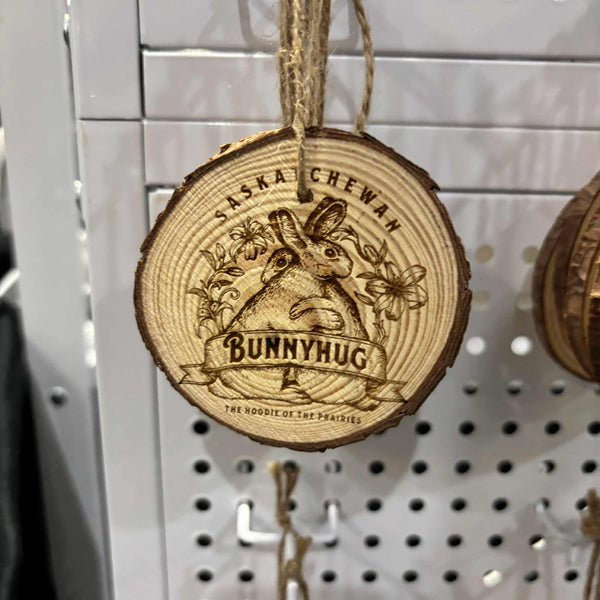 SASKATCHEWAN
BUNNYHUG
THE HOODIE OF THE PRAIRIES